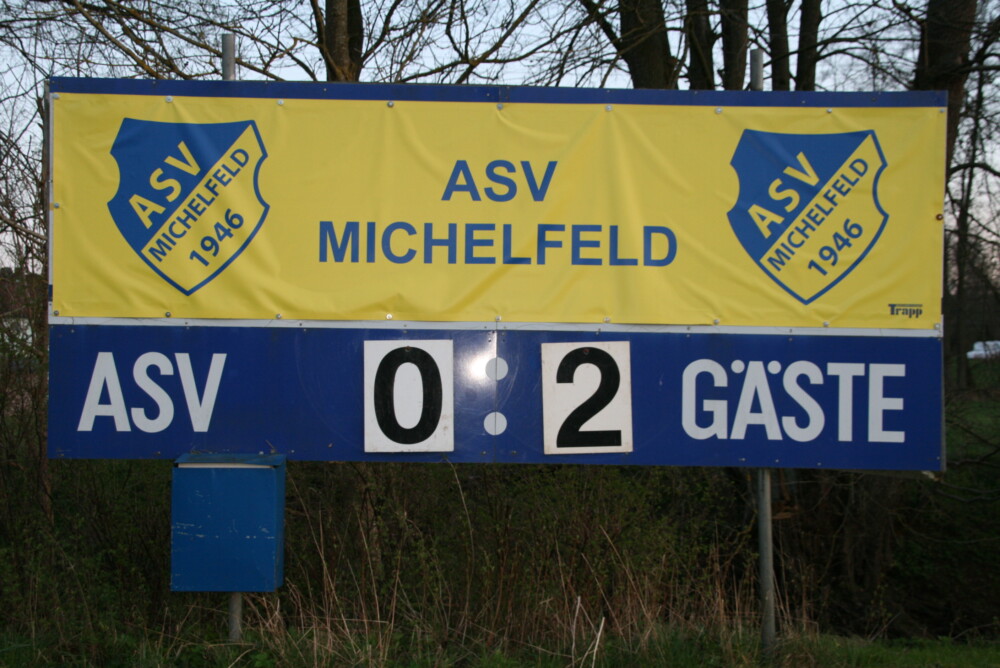 ASV
MICHELFELD
1946
ASV
MICHELFELD
ASV
MICHELFELD
1946
Trapp
ASV 0:2 GÄSTE